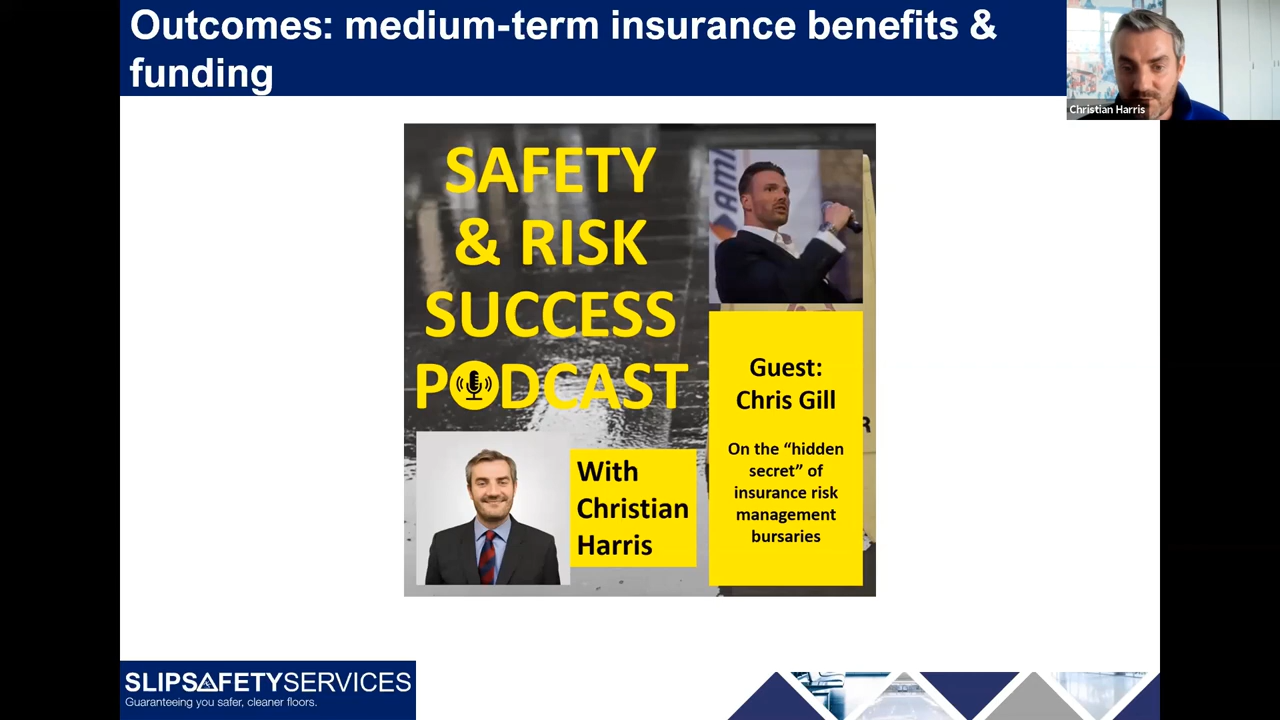 Outcomes: medium-term insurance benefits &
funding
Christian Harris
SAFETY
& RISK
SUCCESS
PODCAST
With
Christian
Harris
AMI
Guest:
Chris Gill
On the “hidden
secret” of
insurance risk
management
bursaries
R
SLIPSAFETYSERVICES
Guaranteeing you safer, cleaner floors.